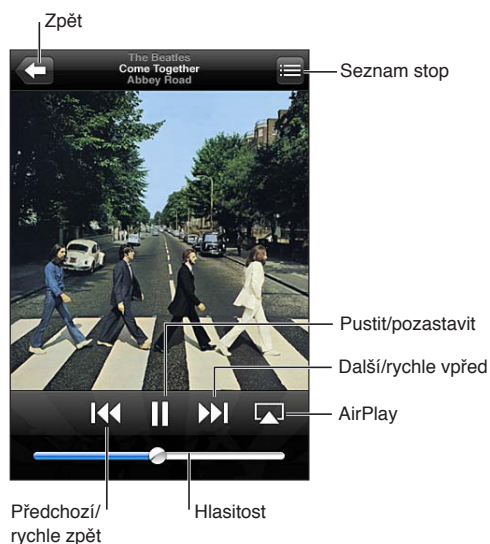 Zpět
The Beatles
Come Together
Abbey Road
Seznam stop
Pustit/pozastavit
Další/rychle vpřed
AirPlay
Předchozí/
rychle zpět
Hlasitost